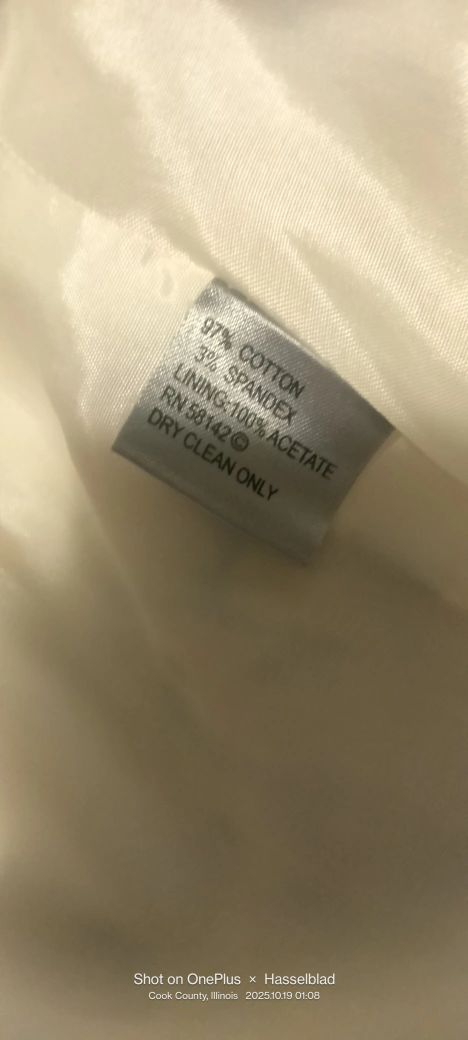 97% COTTON
3% SPANDEX
LINING:100% ACETATE
RN 58142©
DRY CLEAN ONLY
Shot on OnePlus × Hasselblad
Cook County, Illinois 2025.10.19 01:08